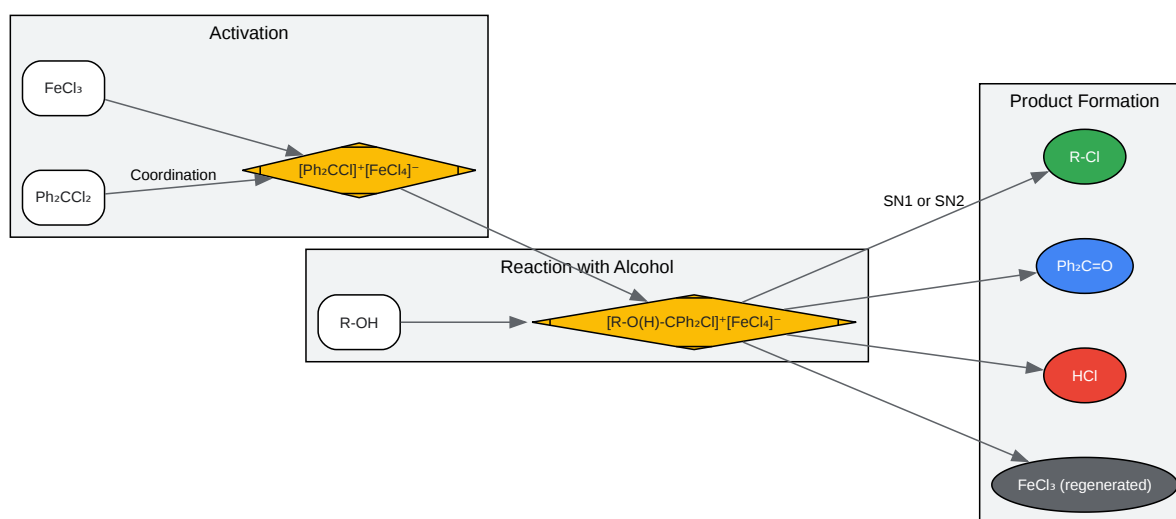 Activation
FeCl₃
Ph₂CCl₂
Coordination
[Ph₂CCl]⁺[FeCl₄]⁻
Reaction with Alcohol
R-OH
[R-O(H)-CPh₂Cl]⁺[FeCl₄]⁻
SN1 or SN2
Product Formation
R-Cl
Ph₂C=O
HCl
FeCl₃ (regenerated)